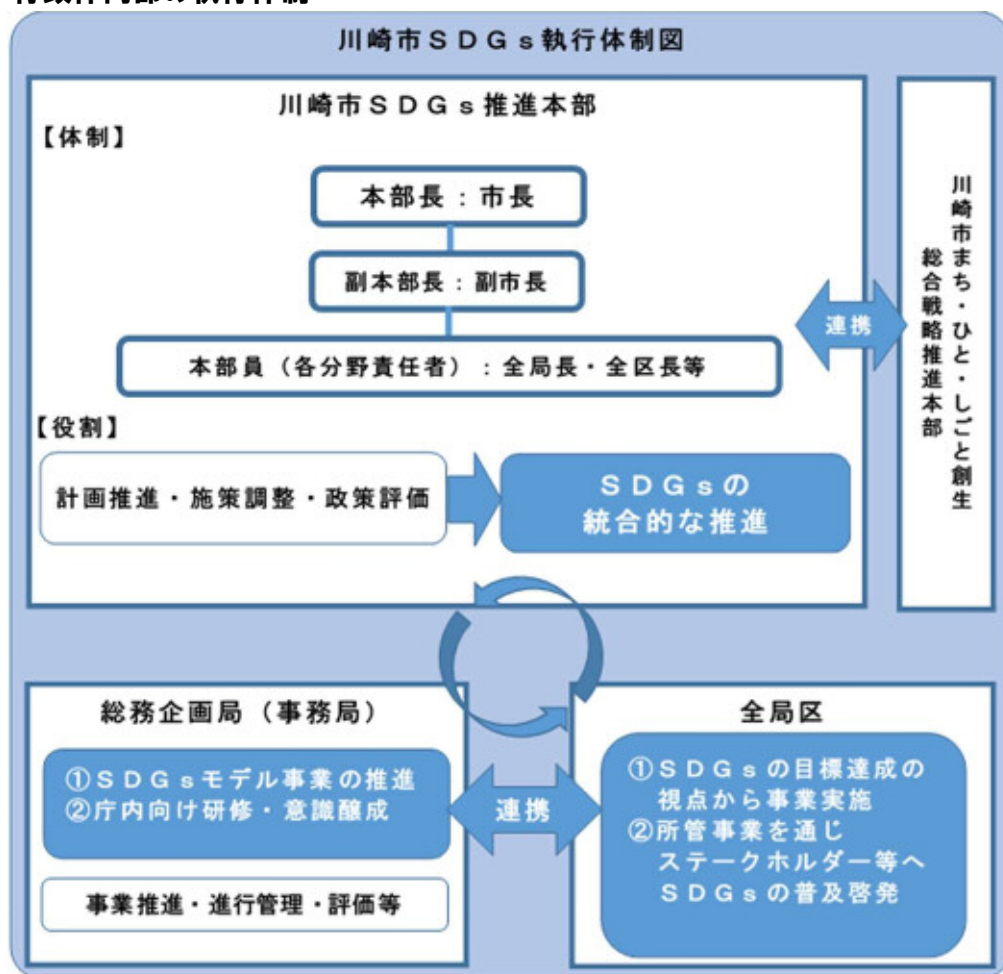 川崎市ＳＤＧｓ執行体制図
川崎市ＳＤＧｓ推進本部
【体制】
本部長：市長
副本部長：副市長
本部員（各分野責任者）：全局長・全区長等
【役割】
計画推進・施策調整・政策評価
ＳＤＧｓの
統合的な推進
連携
川崎市まち・ひと・しごと創生
総合戦略推進本部
総務企画局（事務局）
①ＳＤＧｓモデル事業の推進
②庁内向け研修・意識醸成
事業推進・進行管理・評価等
連携
全局区
①ＳＤＧｓの目標達成の
視点から事業実施
②所管事業を通じ
ステークホルダー等へ
ＳＤＧｓの普及啓発